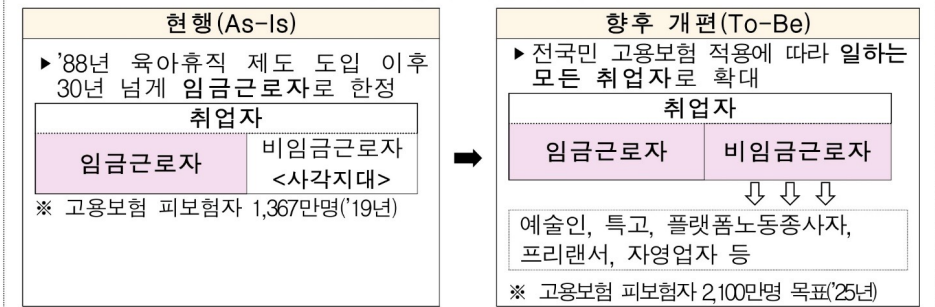 현행(As-Is)
▸'88년 육아휴직 제도 도입 이후
30년 넘게 임금근로자로 한정
취업자
임금근로자
비임금근로자
<사각지대>
※ 고용보험 피보험자 1,367만명('19년)
향후 개편(To-Be)
▸전국민 고용보험 적용에 따라 일하는
모든 취업자로 확대
취업자
임금근로자
비임금근로자
예술인, 특고, 플랫폼노동종사자,
프리랜서, 자영업자 등
※ 고용보험 피보험자 2,100만명 목표('25년)